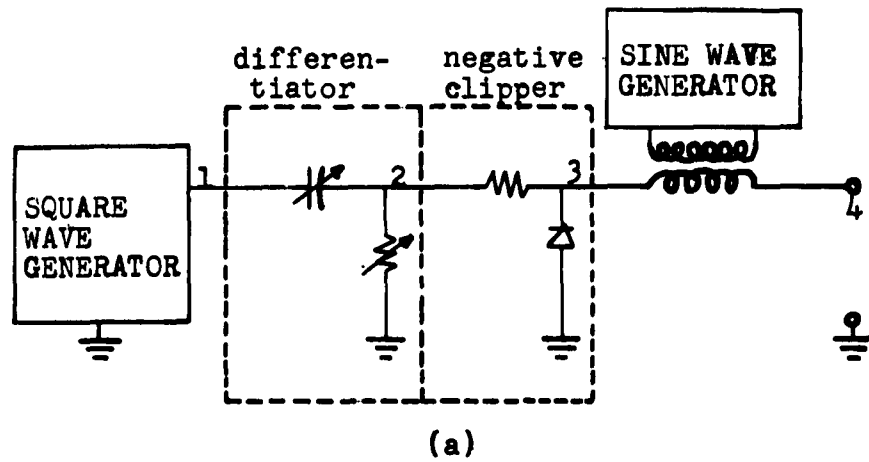 differen-
tiator
negative
clipper
SINE WAVE
GENERATOR
1
2
3
4
SQUARE
WAVE
GENERATOR
(a)